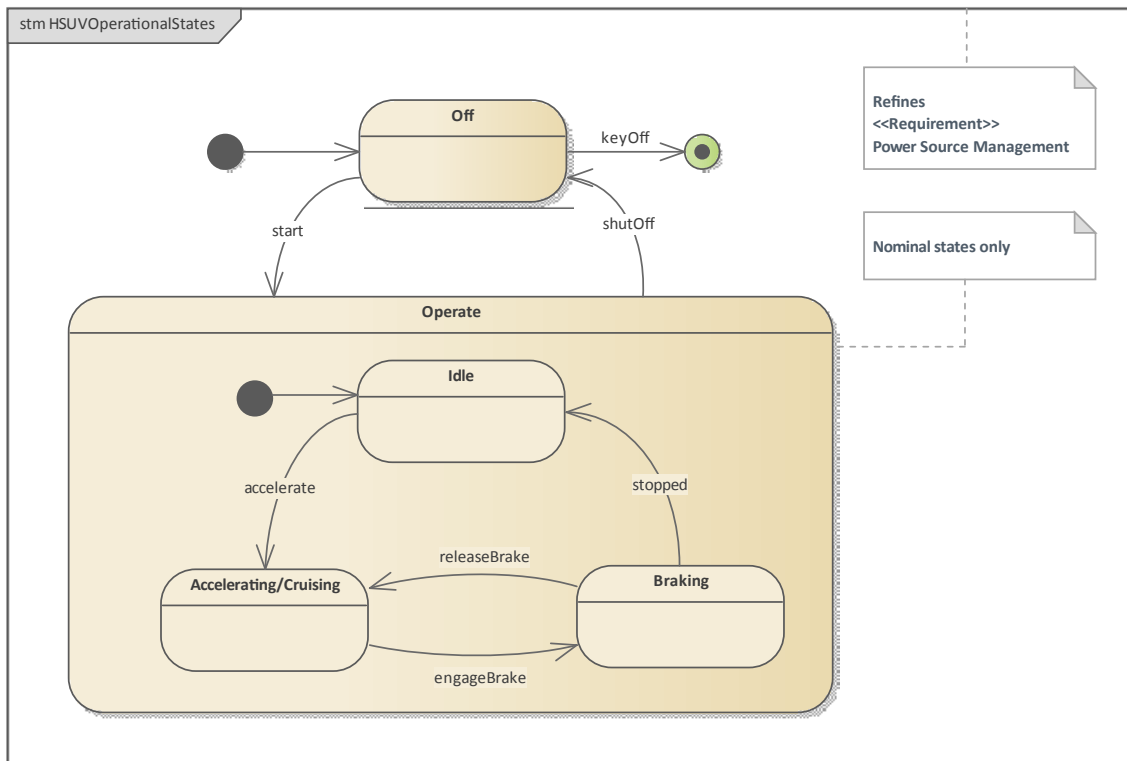 stm HSUVOperationalStates
Off
keyOff
Refines
<<Requirement>>
Power Source Management
start
shutOff
Nominal states only
Operate
Idle
accelerate
stopped
releaseBrake
Accelerating/Cruising
Braking
engageBrake